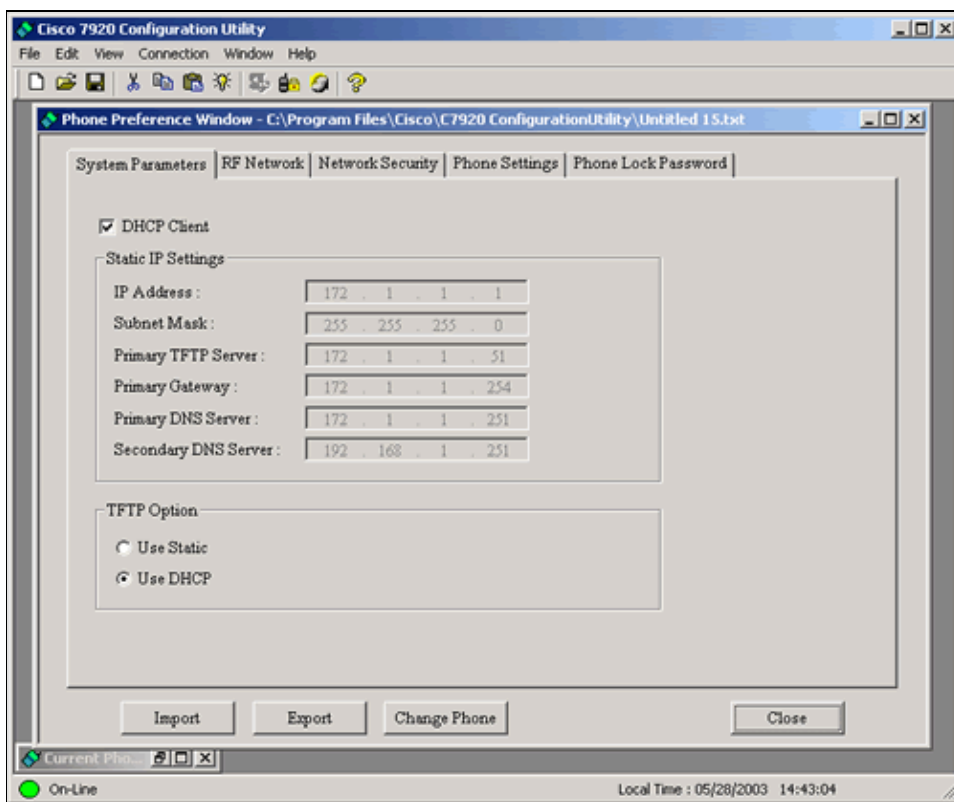 Cisco 7920 Configuration Utility
File Edit View Connection Window Help
Phone Preference Window - C:\Program Files\Cisco\C7920 ConfigurationUtility\Untitled 15.txt
System Parameters RF Network Network Security Phone Settings Phone Lock Password
DHCP Client
Static IP Settings
IP Address : 172 . 1 . 1 . 1
Subnet Mask : 255 . 255 . 255 . 0
Primary TFTP Server : 172 . 1 . 1 . 51
Primary Gateway : 172 . 1 . 1 . 254
Primary DNS Server : 172 . 1 . 1 . 251
Secondary DNS Server : 192 . 168 . 1 . 251
TFTP Option
Use Static
Use DHCP
Import Export Change Phone Close
Current Pho...
On-Line Local Time : 05/28/2003 14:43:04